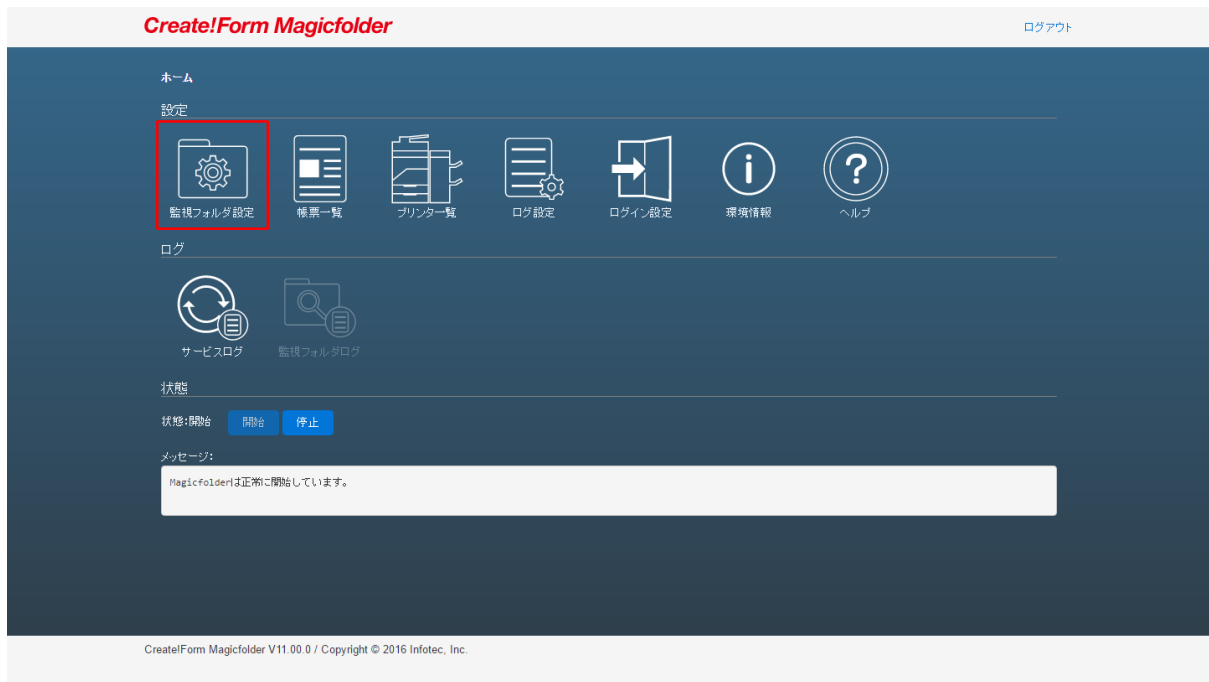 Create!Form Magicfolder
ログアウト
ホーム
設定
監視フォルダ設定 帳票一覧 プリンター覧 ログ設定 ログイン設定 環境情報 ヘルプ
ログ
サービスログ 監視フォルダログ
状態
状態:開始 開始 停止
メッセージ:
Magicfolderは正常に開始しています。
Create!Form Magicfolder V11.00.0 / Copyright © 2016 Infotec, Inc.